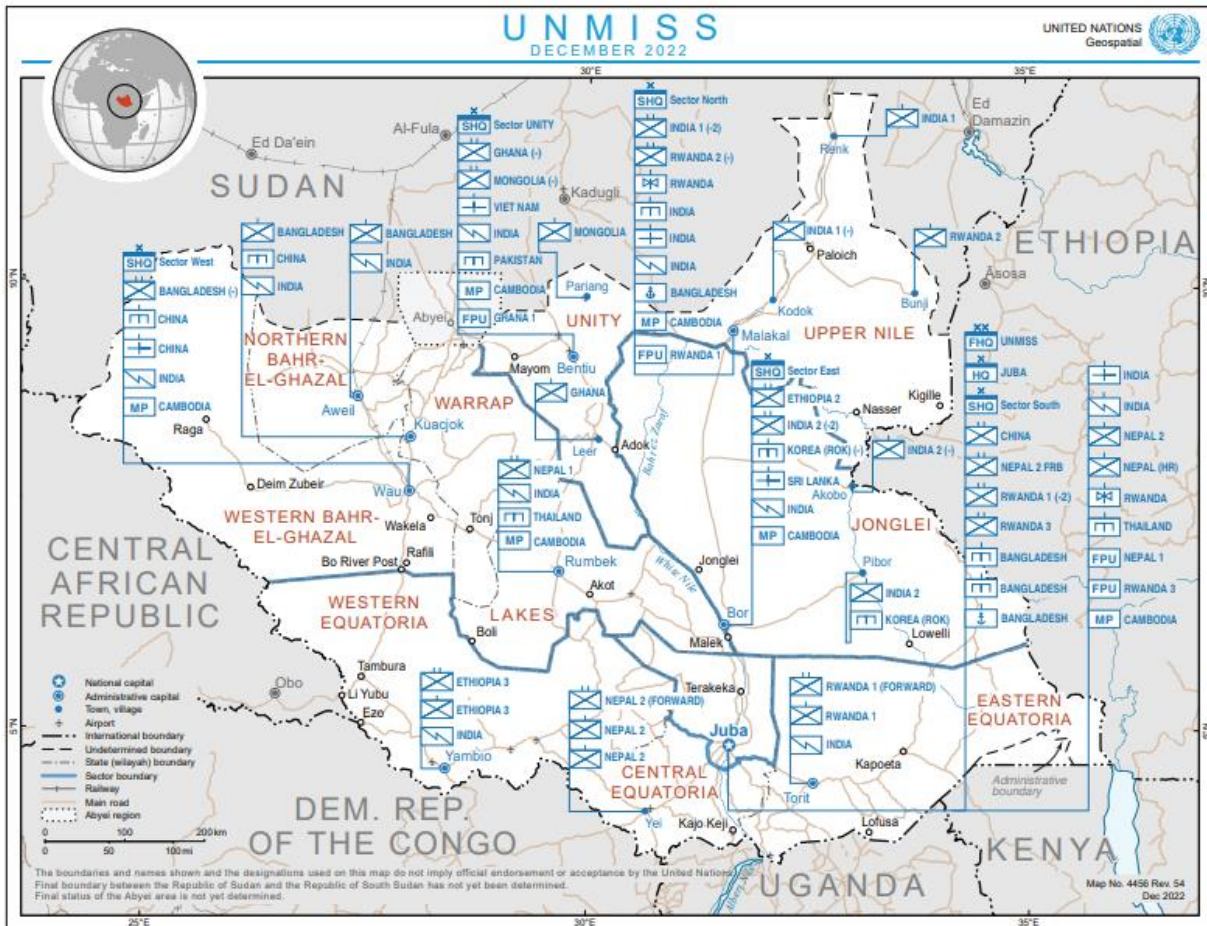 UNMISS
DECEMBER 2022
UNITED NATIONS
Geospatial
30°E
35°E
SUDAN
Ed Da'ein
Al-Fula
Kadugli
Ed
Damazin
ETHIOPIA
Āsosa
10°N
SHQ Sector West
BANGLADESH (-)
CHINA
CHINA
INDIA
MP CAMBODIA
BANGLADESH
CHINA
INDIA
BANGLADESH
INDIA
SHQ Sector UNITY
GHANA (-)
MONGOLIA (-)
VIET NAM
INDIA
PAKISTAN
MP CAMBODIA
FPU GHANA 1
MONGOLIA
SHQ Sector North
INDIA 1 (-2)
RWANDA 2 (-)
RWANDA
INDIA
INDIA
INDIA
BANGLADESH
MP CAMBODIA
FPU RWANDA 1
INDIA 1
Renk
INDIA 1 (-)
Paloich
RWANDA 2
Bunji
Kodok
Malakal
UPPER NILE
Abyei
Pariang
UNITY
NORTHERN
BAHR-
EL-GHAZAL
WARRAP
Mayom
Bentiu
Aweil
Raga
Kuacjok
GHANA
Leer
Adok
Bahr ez Zaraf
SHQ Sector East
ETHIOPIA 2
INDIA 2 (-2)
KOREA (ROK) (-)
SRI LANKA
INDIA
MP CAMBODIA
Nasser
Kigille
INDIA 2 (-)
Akobo
JONGLEI
FHQ UNMISS
HQ JUBA
SHQ Sector South
CHINA
NEPAL 2 FRB
RWANDA 1 (-2)
RWANDA 3
BANGLADESH
BANGLADESH
BANGLADESH
INDIA
INDIA
NEPAL 2
NEPAL (HR)
RWANDA
THAILAND
FPU NEPAL 1
FPU RWANDA 3
MP CAMBODIA
Deim Zubeir
Wau
WESTERN BAHR-
EL-GHAZAL
Wakela
Tonj
NEPAL 1
INDIA
THAILAND
MP CAMBODIA
Rumbek
Rafili
Bo River Post
CENTRAL
AFRICAN
REPUBLIC
WESTERN
EQUATORIA
LAKES
Akot
Boli
White Nile
Jonglei
Bor
Malek
Pibor
INDIA 2
KOREA (ROK)
Lowelli
Terakeka
EASTERN
EQUATORIA
Tambura
Li Yubu
Ezo
Obo
ETHIOPIA 3
ETHIOPIA 3
INDIA
Yambio
NEPAL 2 (FORWARD)
NEPAL 2
NEPAL 2
Yei
CENTRAL
EQUATORIA
Juba
RWANDA 1 (FORWARD)
RWANDA 1
INDIA
Torit
Kapoeta
Kajo Keji
Lofusa
Administrative
boundary
5°N
DEM. REP.
OF THE CONGO
UGANDA
KENYA
National capital
Administrative capital
Town, village
Airport
International boundary
Undetermined boundary
State (wilayah) boundary
Sector boundary
Railway
Main road
Abyei region
0 100 200 km
0 50 100 mi
The boundaries and names shown and the designations used on this map do not imply official endorsement or acceptance by the United Nations
Final boundary between the Republic of Sudan and the Republic of South Sudan has not yet been determined.
Final status of the Abyei area is not yet determined.
Map No. 4456 Rev. 54
Dec 2022
25°E
30°E
35°E